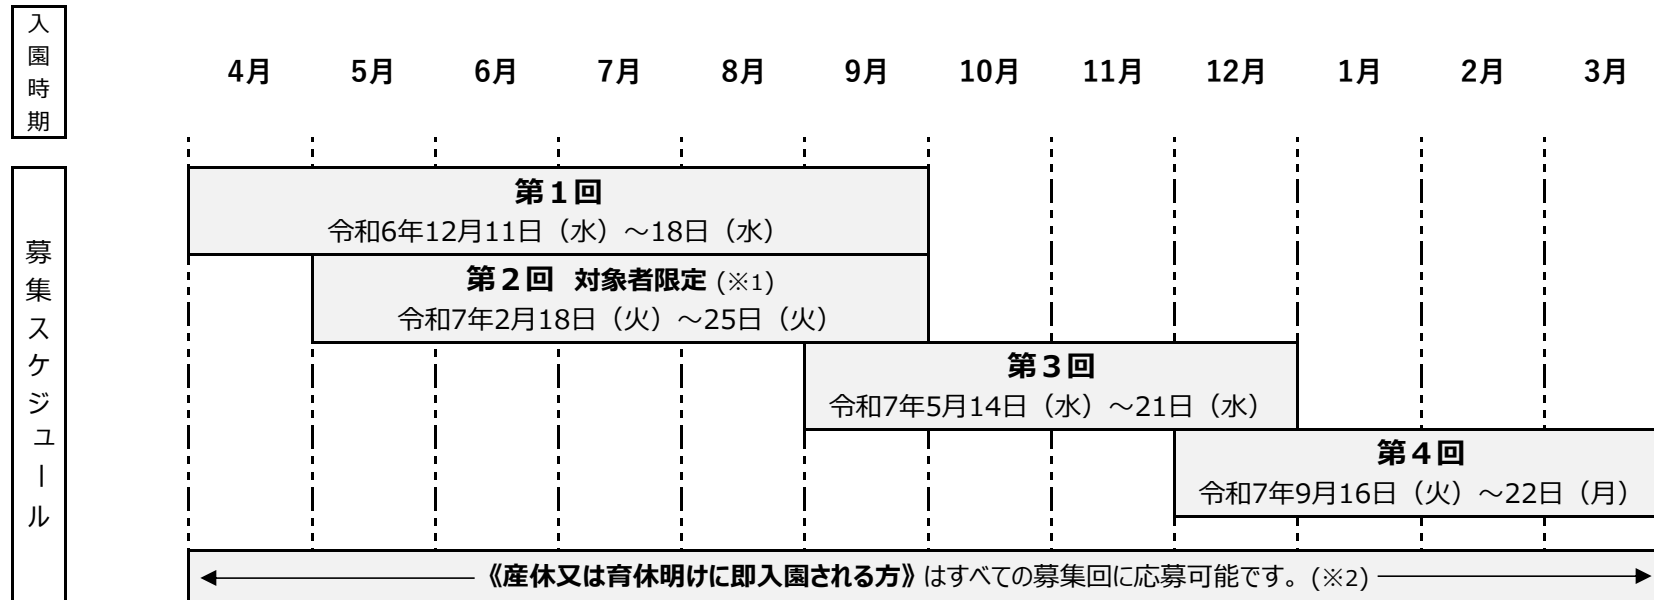 入園時期
4月 5月 6月 7月 8月 9月 10月 11月 12月 1月 2月 3月
募集スケジュール
第１回
令和6年12月11日（水）～18日（水）
第２回 対象者限定 (※1)
令和7年2月18日（火）～25日（火）
第３回
令和7年5月14日（水）～21日（水）
第４回
令和7年9月16日（火）～22日（月）
《産休又は育休明けに即入園される方》はすべての募集回に応募可能です。(※2)